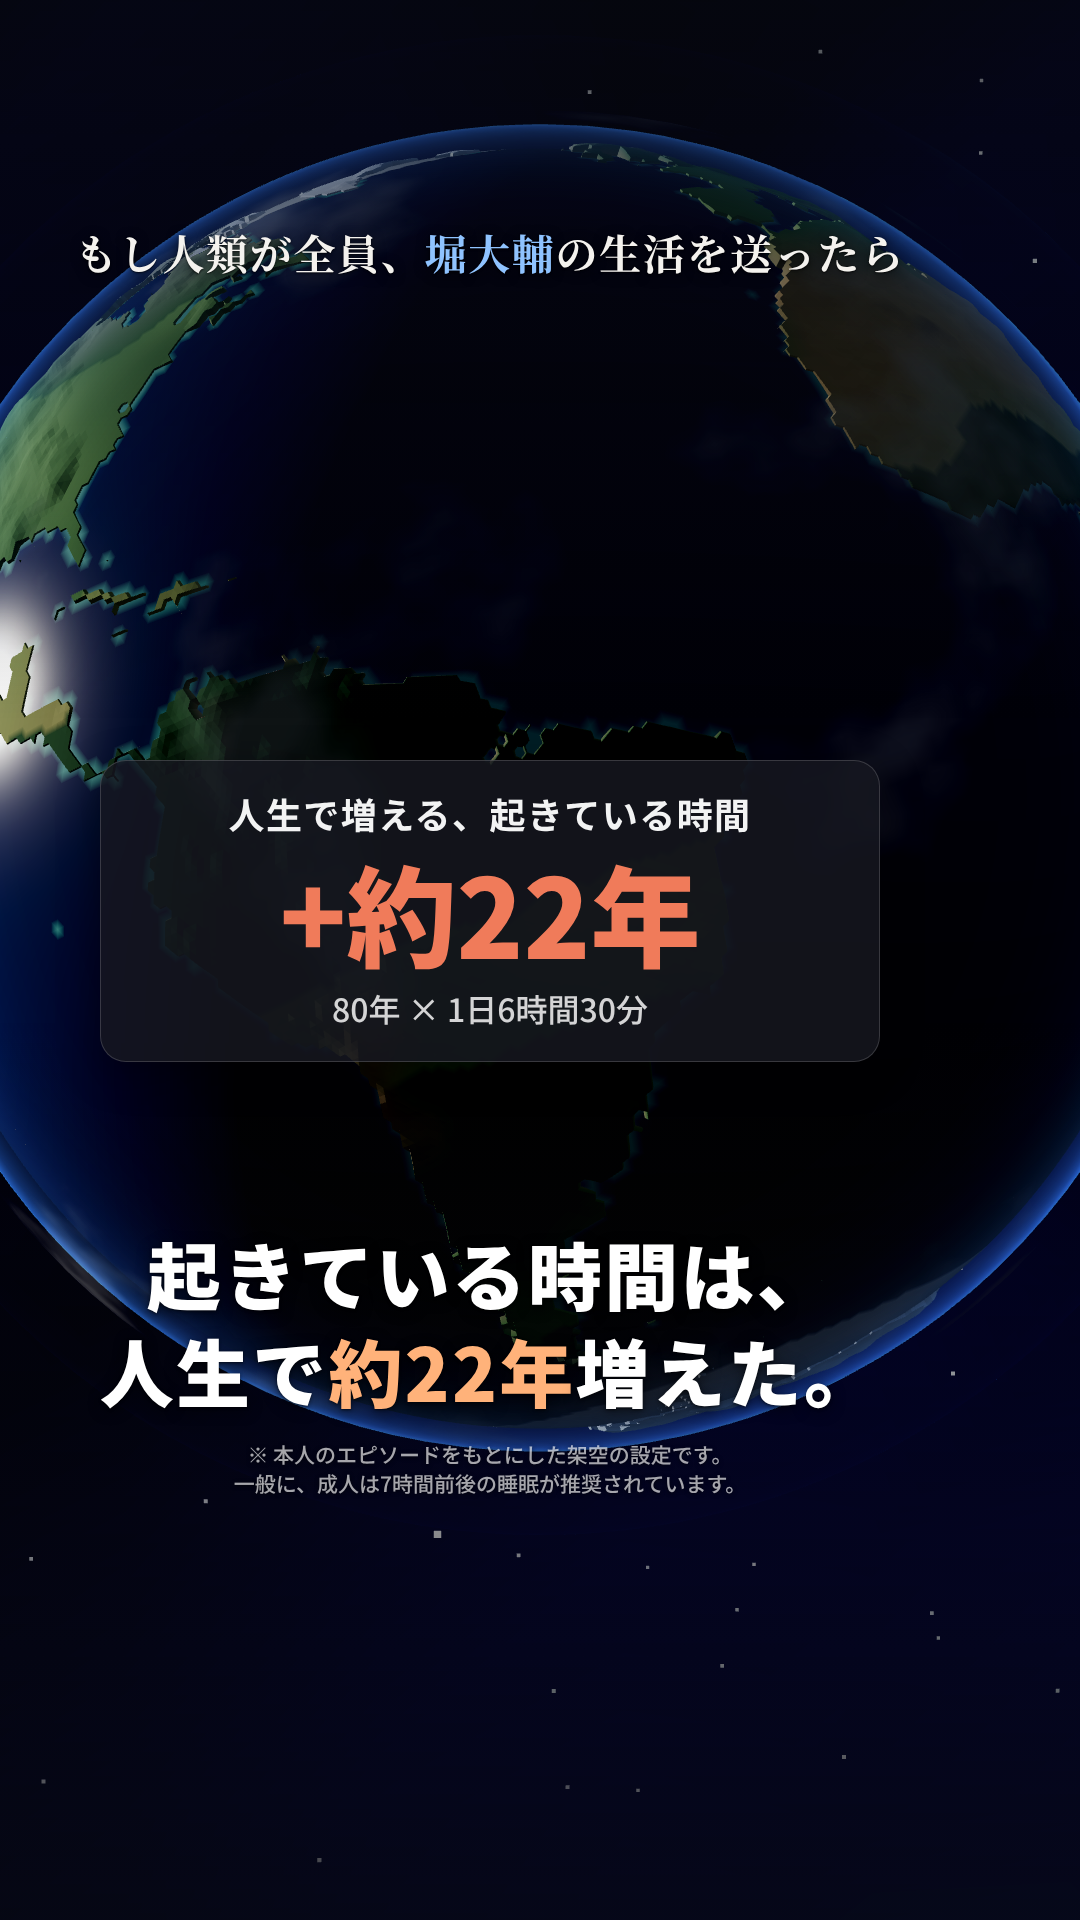 もし人類が全員、堀大輔の生活を送ったら
人生で増える、起きている時間
+約22年
80年 × 1日6時間30分
起きている時間は、
人生で約22年増えた。
※ 本人のエピソードをもとにした架空の設定です。
一般に、成人は7時間前後の睡眠が推奨されています。